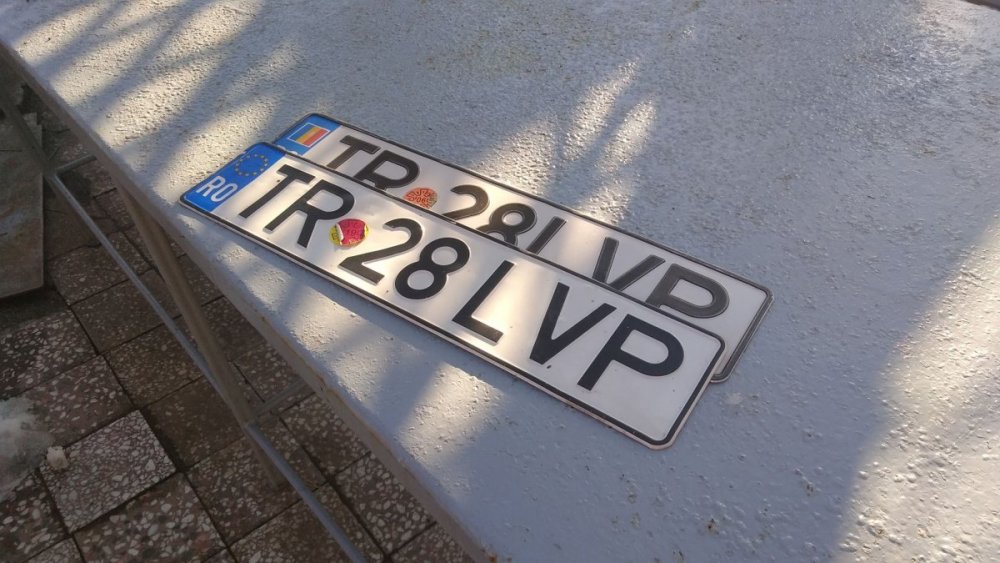 TR 28 LVP
RO TR 28 LVP